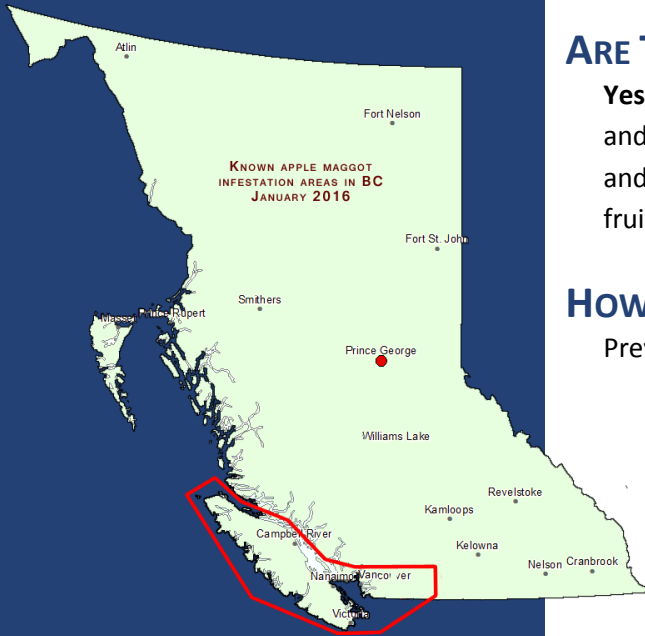 Atlin
Fort Nelson
KNOWN APPLE MAGGOT
INFESTATION AREAS IN BC
JANUARY 2016
Fort St. John
Smithers
Masset
Prince Rupert
Prince George
Williams Lake
Revelstoke
Kamloops
Campbell River
Kelowna
Nelson
Cranbrook
Nanaimo
Vancouver
Victoria
ARE
Yes
and
and
frui
HOW
Prev